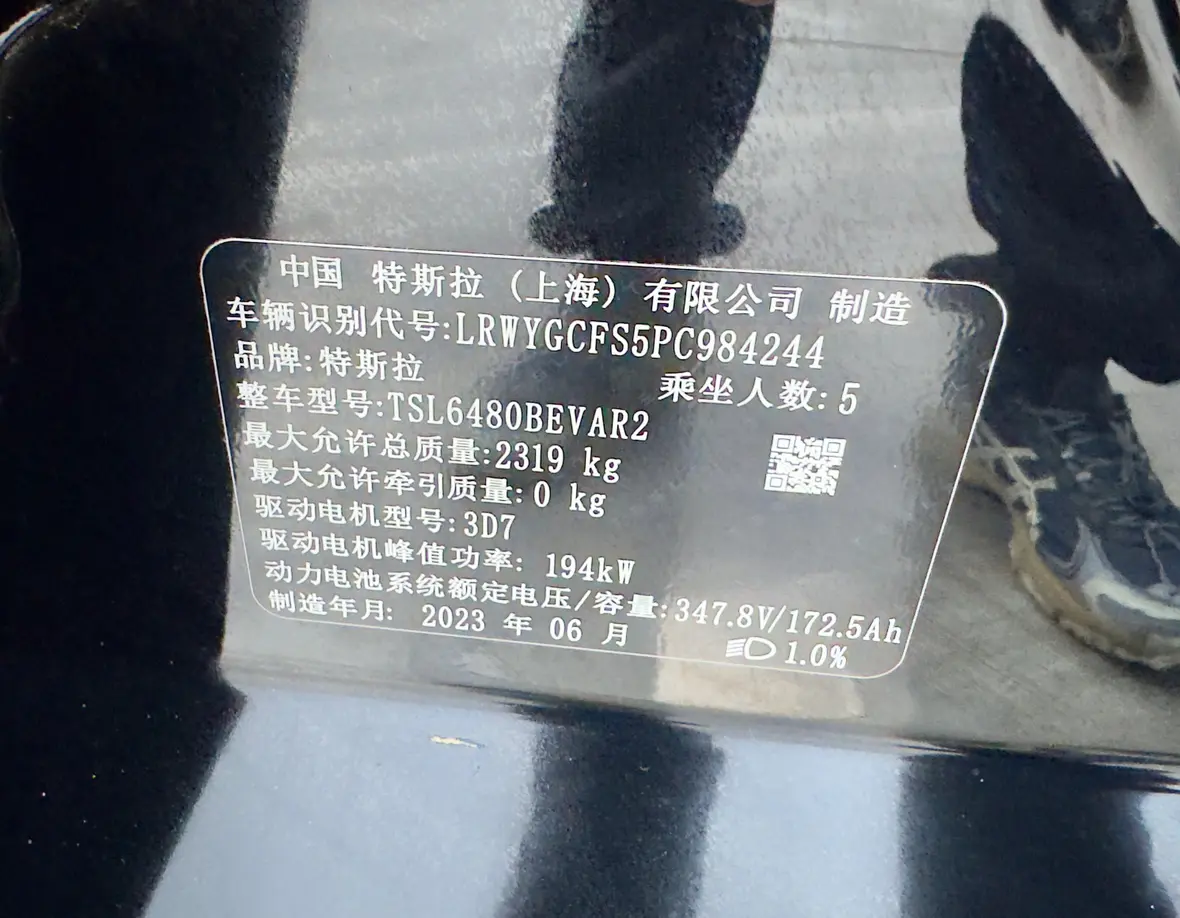 中国 特斯拉 (上海) 有限公司 制造
车辆识别代号:LRWYGCFS5PC984244
品牌:特斯拉
乘坐人数:5
整车型号:TSL6480BEVAR2
最大允许总质量:2319 kg
最大允许牵引质量:0 kg
驱动电机型号:3D7
驱动电机峰值功率: 194kW
动力电池系统额定电压/容量:347.8V/172.5Ah
制造年月: 2023 年 06 月
1.0%